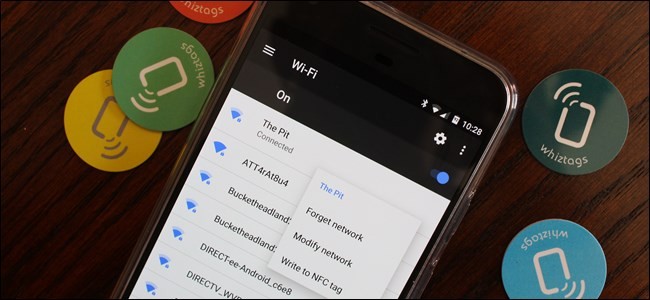 whiztags
whiztags
whiztags
whiztags
10:28
Wi-Fi
On
The Pit
Connected
ATT4rAt8u4
Bucketheadland
Bucketheadland
DIRECT-ee-Android_c6e8
The Pit
Forget network
Modify network
Write to NFC tag